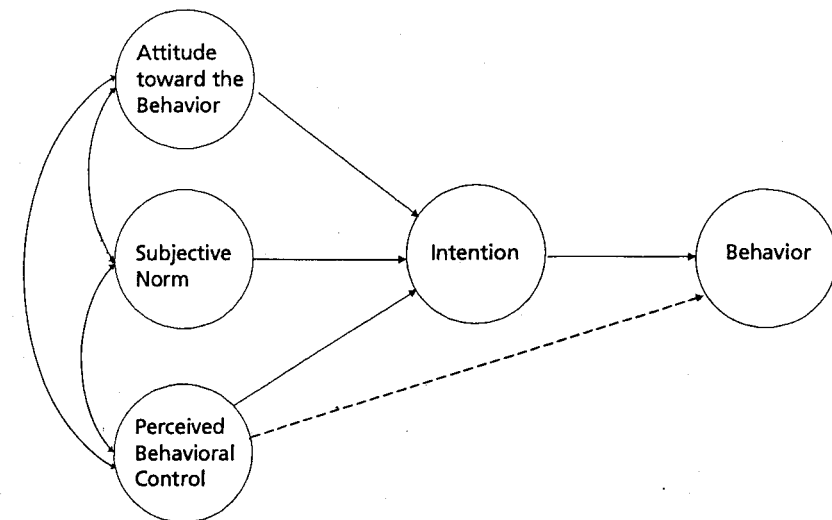 Attitude
toward the
Behavior
Subjective
Norm
Intention
Behavior
Perceived
Behavioral
Control